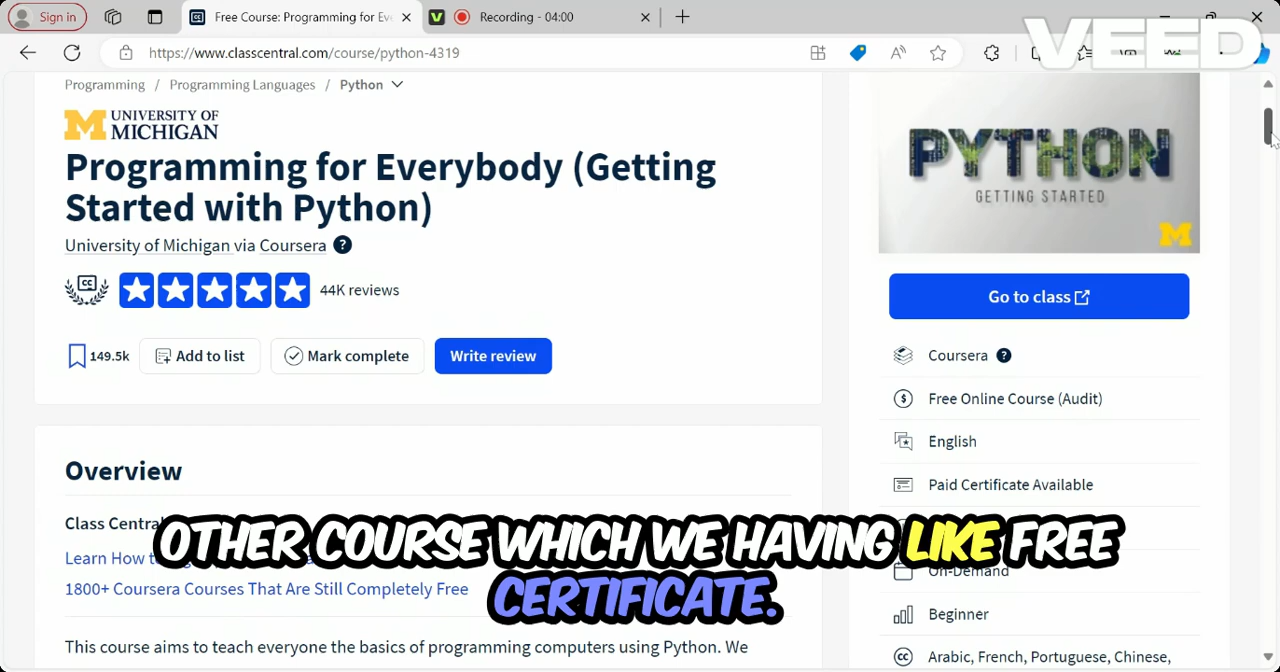 Sign in
Free Course: Programming for Ev
Recording - 04:00
https://www.classcentral.com/course/python-4319
VEED
Programming / Programming Languages / Python
UNIVERSITY OF
MICHIGAN
Programming for Everybody (Getting
Started with Python)
University of Michigan via Coursera ?
CC
44K reviews
149.5k
Add to list
Mark complete
Write review
Overview
Class Central
Learn How to
1800+ Coursera Courses That Are Still Completely Free
This course aims to teach everyone the basics of programming computers using Python. We
PYTHON
GETTING STARTED
M
Go to class
Coursera ?
Free Online Course (Audit)
English
Paid Certificate Available
On-Demand
Beginner
Arabic, French, Portuguese, Chinese,
OTHER COURSE WHICH WE HAVING LIKE FREE
CERTIFICATE.